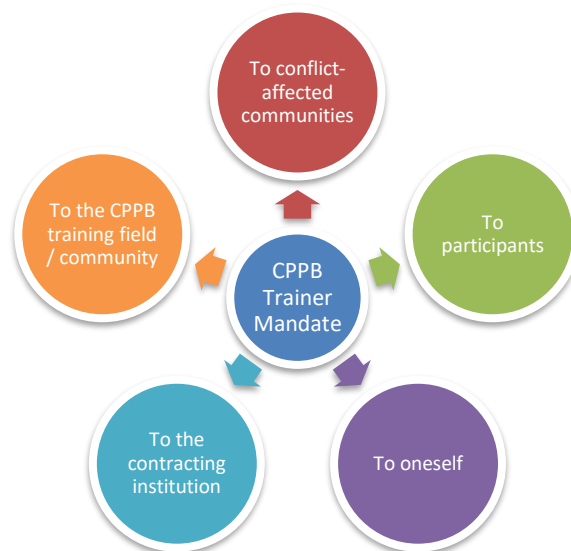 To conflict-
affected
communities
To the CPPB
training field
/ community
To
participants
CPPB
Trainer
Mandate
To the
contracting
institution
To oneself